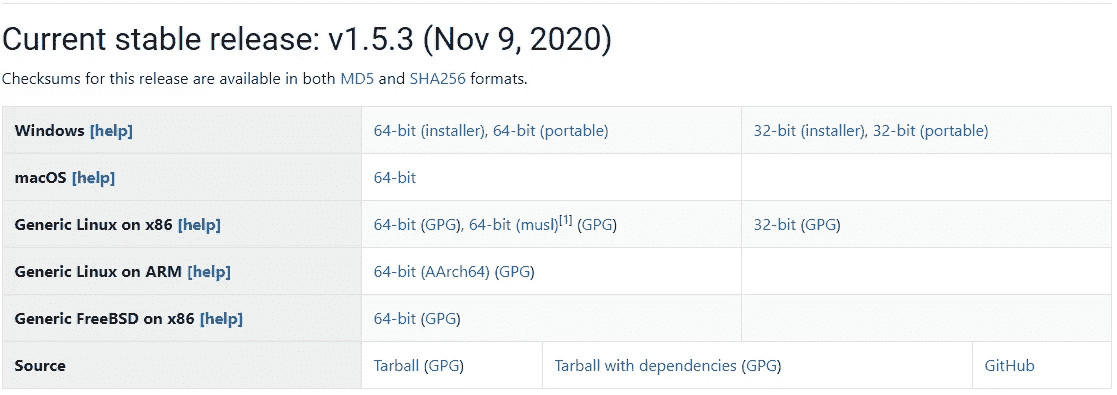 Current stable release: v1.5.3 (Nov 9, 2020)
Checksums for this release are available in both MD5 and SHA256 formats.
Windows [help] 64-bit (installer), 64-bit (portable) 32-bit (installer), 32-bit (portable)
macOS [help] 64-bit
Generic Linux on x86 [help] 64-bit (GPG), 64-bit (musl)[1] (GPG) 32-bit (GPG)
Generic Linux on ARM [help] 64-bit (AArch64) (GPG)
Generic FreeBSD on x86 [help] 64-bit (GPG)
Source Tarball (GPG) Tarball with dependencies (GPG) GitHub